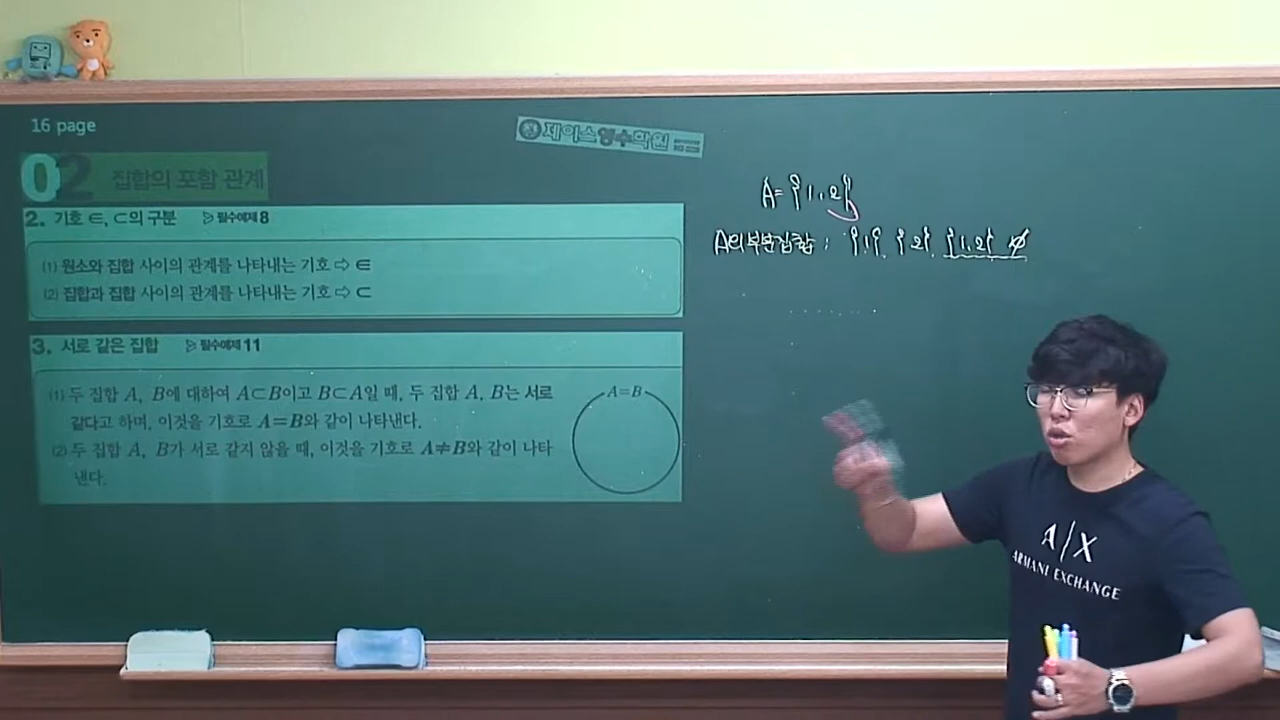 16 page
제이스영수학원
02 집합의 포함 관계
2. 기호 ∈, ⊂의 구분 ▷ 필수예제 8
(1) 원소와 집합 사이의 관계를 나타내는 기호 ⇨ ∈
(2) 집합과 집합 사이의 관계를 나타내는 기호 ⇨ ⊂
3. 서로 같은 집합 ▷ 필수예제 11
(1) 두 집합 A, B에 대하여 A⊂B이고 B⊂A일 때, 두 집합 A, B는 서로
같다고 하며, 이것을 기호로 A=B와 같이 나타낸다.
(2) 두 집합 A, B가 서로 같지 않을 때, 이것을 기호로 A≠B와 같이 나타
낸다.
A=B
A={1, 2}
A의 부분집합 : {1}, {2}, {1, 2} ∅
A|X
ARMANI EXCHANGE